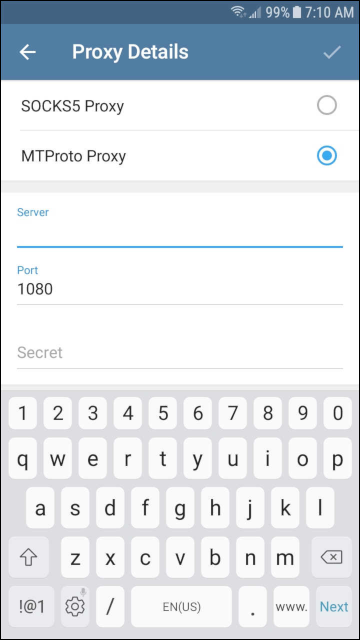 99% 7:10 AM
Proxy Details
SOCKS5 Proxy
MTProto Proxy
Server
Port
1080
Secret
1 2 3 4 5 6 7 8 9 0
q w e r t y u i o p
a s d f g h j k l
z x c v b n m
!@1 / EN(US) . www. Next